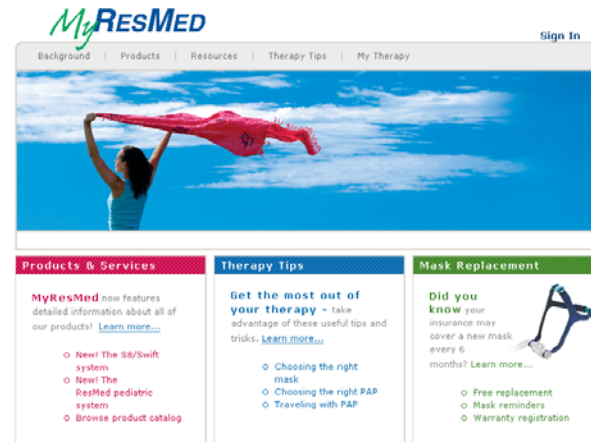 MyResMed
Sign In
Background | Products | Resources | Therapy Tips | My Therapy
Products & Services
MyResMed now features
detailed information about all of
our products! Learn more...
New! The S8/Swift
system
New! The
ResMed pediatric
system
Browse product catalog
Therapy Tips
Get the most out of
your therapy – take
advantage of these useful tips and
tricks. Learn more...
Choosing the right
mask
Choosing the right PAP
Traveling with PAP
Mask Replacement
Did you
know your
insurance may
cover a new mask
every 6
months? Learn more...
Free replacement
Mask reminders
Warranty registration